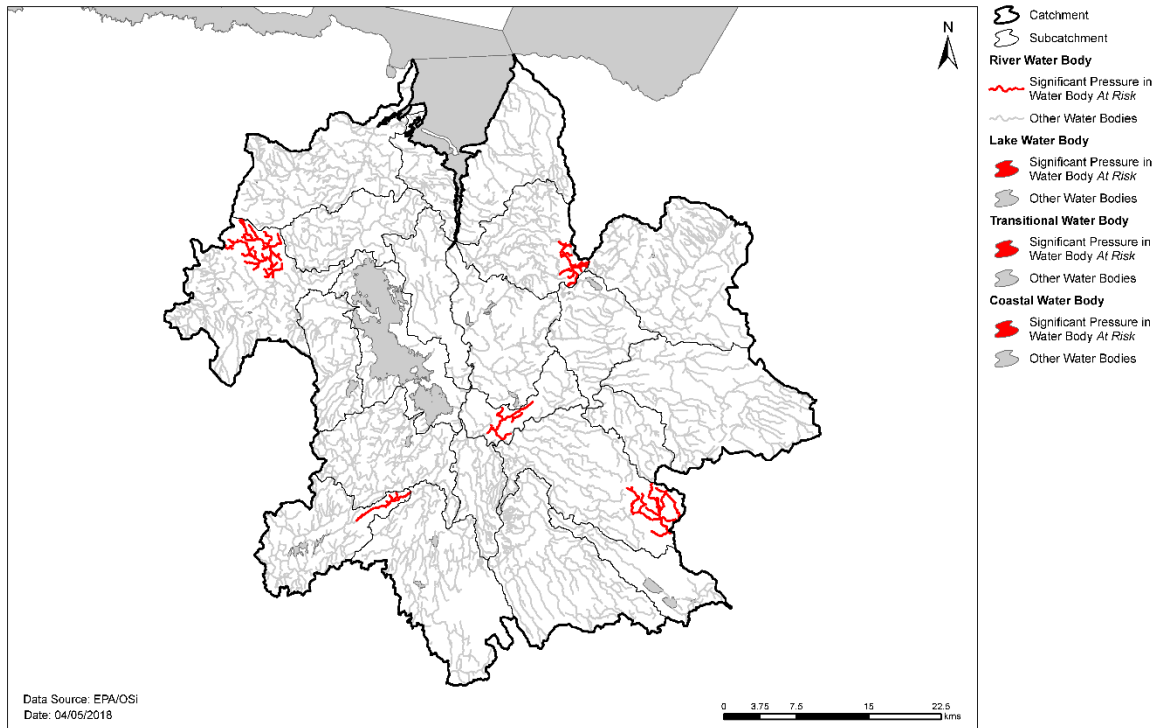 N
Catchment
Subcatchment
River Water Body
Significant Pressure in
Water Body At Risk
Other Water Bodies
Lake Water Body
Significant Pressure in
Water Body At Risk
Other Water Bodies
Transitional Water Body
Significant Pressure in
Water Body At Risk
Other Water Bodies
Coastal Water Body
Significant Pressure in
Water Body At Risk
Other Water Bodies
Data Source: EPA/OSi
Date: 04/05/2018
0 3.75 7.5 15 22.5
kms